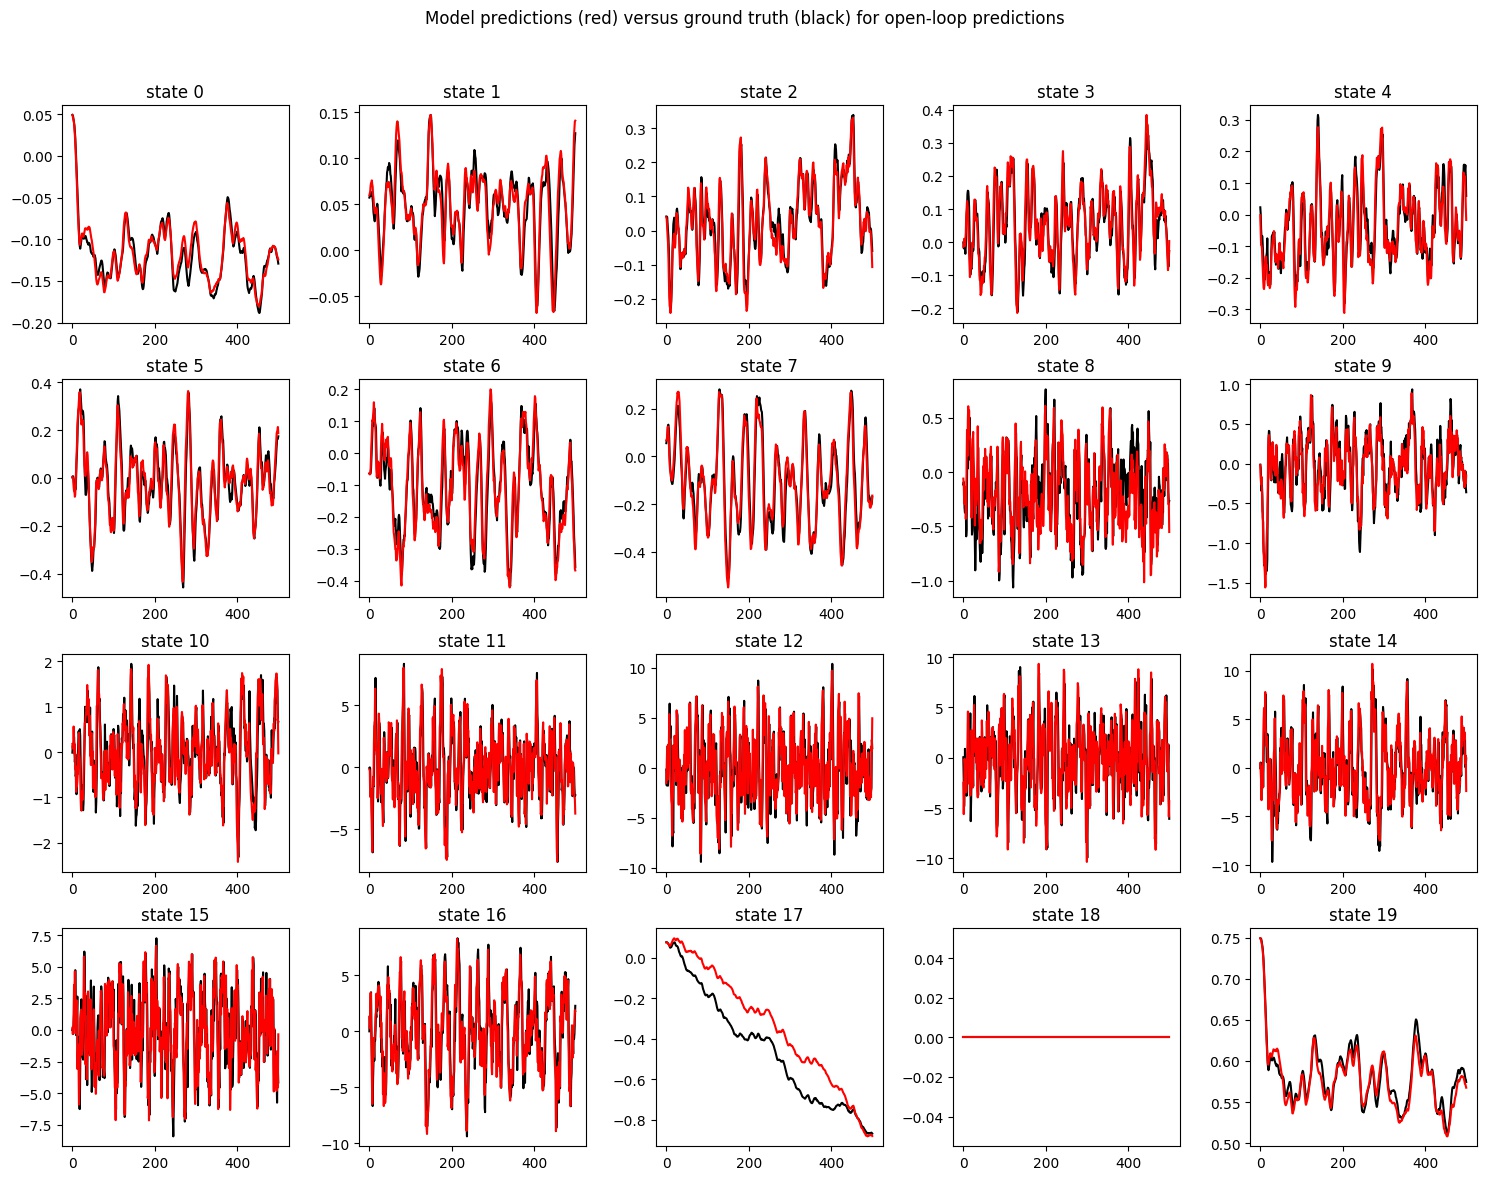 Model predictions (red) versus ground truth (black) for open-loop predictions
state 0 state 1 state 2 state 3 state 4
0.05 0.00 −0.05 −0.10 −0.15 −0.20
0 200 400
0.15 0.10 0.05 0.00 −0.05
0 200 400
0.3 0.2 0.1 0.0 −0.1 −0.2
0 200 400
0.4 0.3 0.2 0.1 0.0 −0.1 −0.2
0 200 400
0.3 0.2 0.1 0.0 −0.1 −0.2 −0.3
0 200 400
state 5 state 6 state 7 state 8 state 9
0.4 0.2 0.0 −0.2 −0.4
0 200 400
0.2 0.1 0.0 −0.1 −0.2 −0.3 −0.4
0 200 400
0.2 0.0 −0.2 −0.4
0 200 400
0.5 0.0 −0.5 −1.0
0 200 400
1.0 0.5 0.0 −0.5 −1.0 −1.5
0 200 400
state 10 state 11 state 12 state 13 state 14
2 1 0 −1 −2
0 200 400
5 0 −5
0 200 400
10 5 0 −5 −10
0 200 400
10 5 0 −5 −10
0 200 400
10 5 0 −5 −10
0 200 400
state 15 state 16 state 17 state 18 state 19
7.5 5.0 2.5 0.0 −2.5 −5.0 −7.5
0 200 400
5 0 −5 −10
0 200 400
0.0 −0.2 −0.4 −0.6 −0.8
0 200 400
0.04 0.02 0.00 −0.02 −0.04
0 200 400
0.75 0.70 0.65 0.60 0.55 0.50
0 200 400